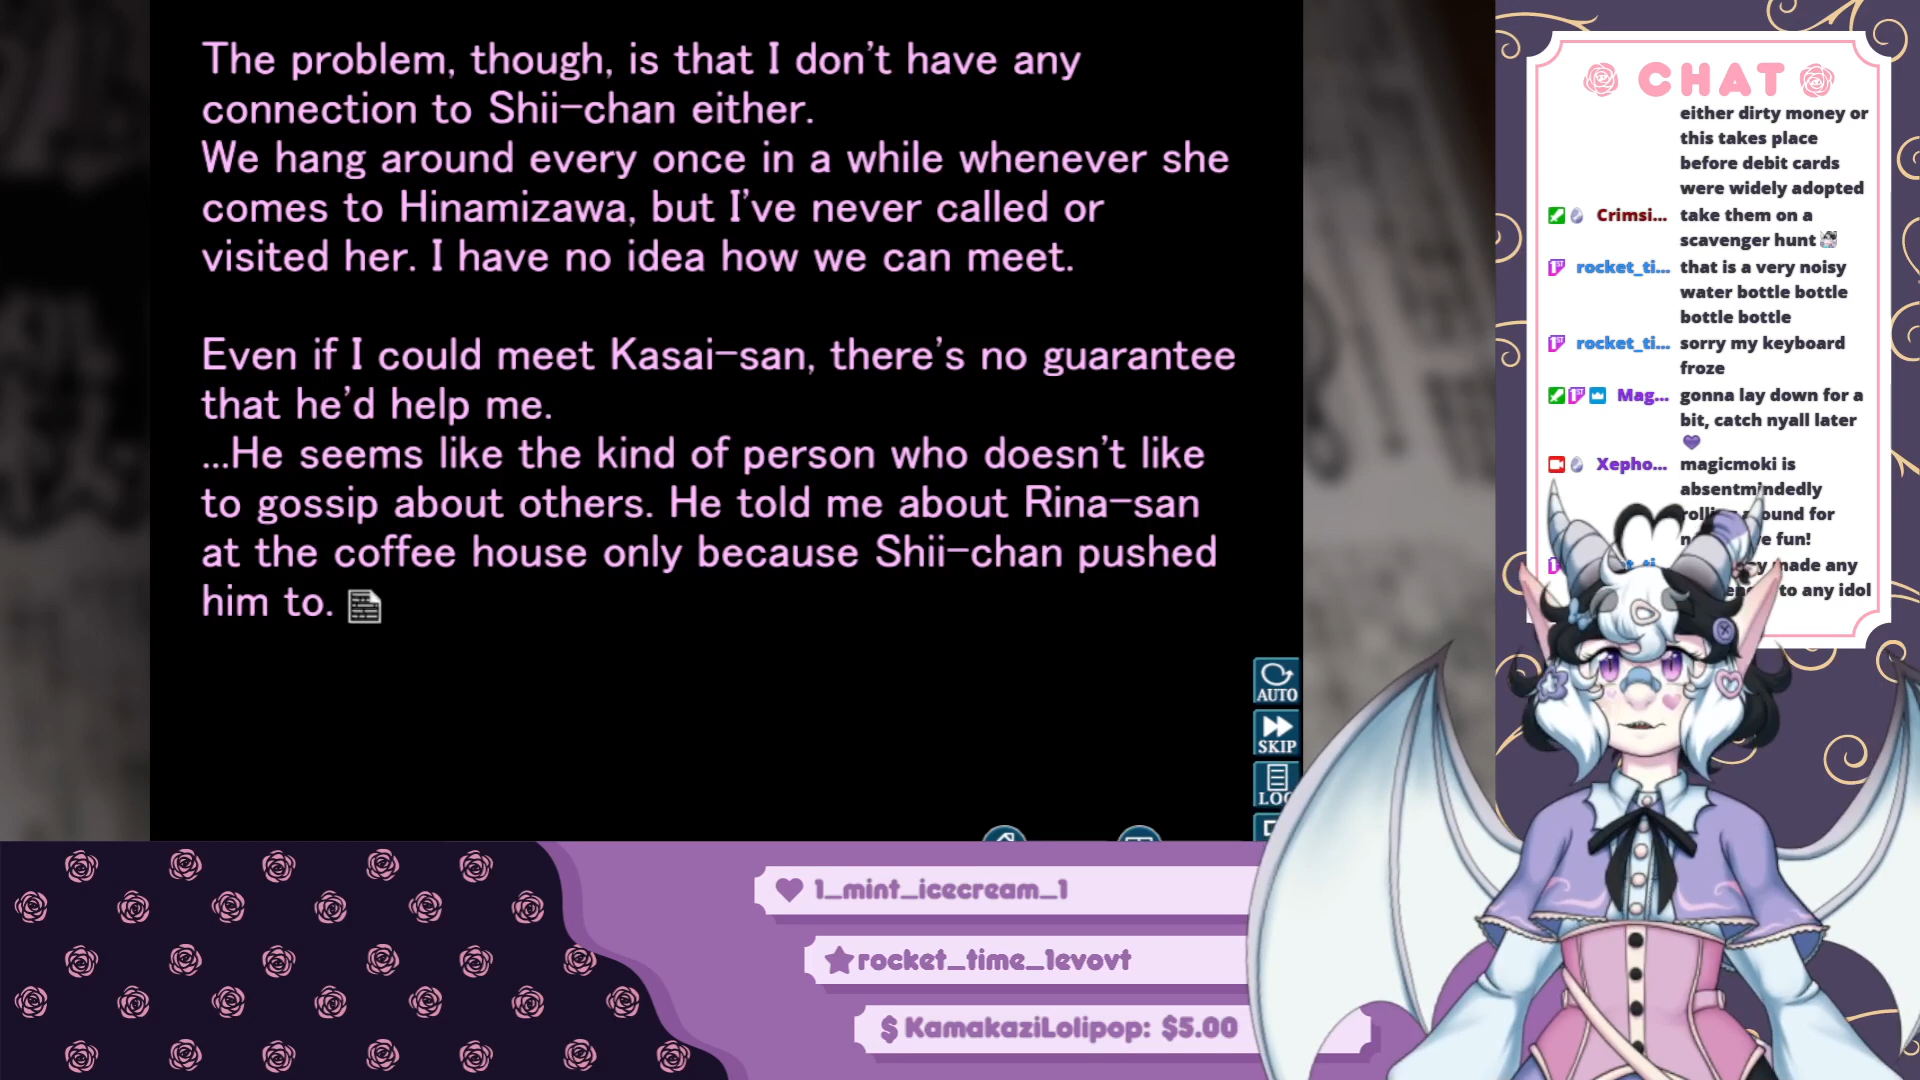 The problem, though, is that I don't have any
connection to Shii-chan either.
We hang around every once in a while whenever she
comes to Hinamizawa, but I've never called or
visited her. I have no idea how we can meet.
Even if I could meet Kasai-san, there's no guarantee
that he'd help me.
...He seems like the kind of person who doesn't like
to gossip about others. He told me about Rina-san
at the coffee house only because Shii-chan pushed
him to.
AUTO
SKIP
LOG
CHAT
either dirty money or
this takes place
before debit cards
were widely adopted
Crimsi... take them on a
scavenger hunt
rocket_ti... that is a very noisy
water bottle bottle
bottle bottle
rocket_ti... sorry my keyboard
froze
Mag... gonna lay down for a
bit, catch nyall later
Xepho... magicmoki is
absentmindedly
for
fun!
made any
to any idol
1_mint_icecream_1
rocket_time_1evovt
$ KamakaziLolipop: $5.00